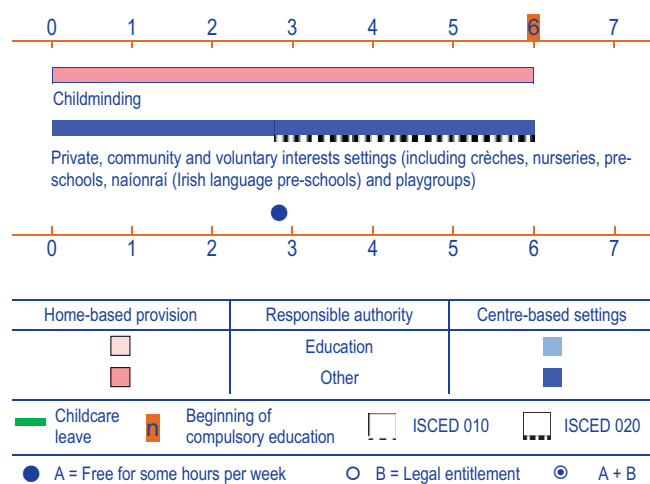 0 1 2 3 4 5 6 7
Childminding
Private, community and voluntary interests settings (including crèches, nurseries, pre-
schools, naíonraí (Irish language pre-schools) and playgroups)
0 1 2 3 4 5 6 7
Home-based provision Responsible authority Centre-based settings
Education
Other
Childcare
leave
n
Beginning of
compulsory education
ISCED 010
ISCED 020
A = Free for some hours per week B = Legal entitlement A + B